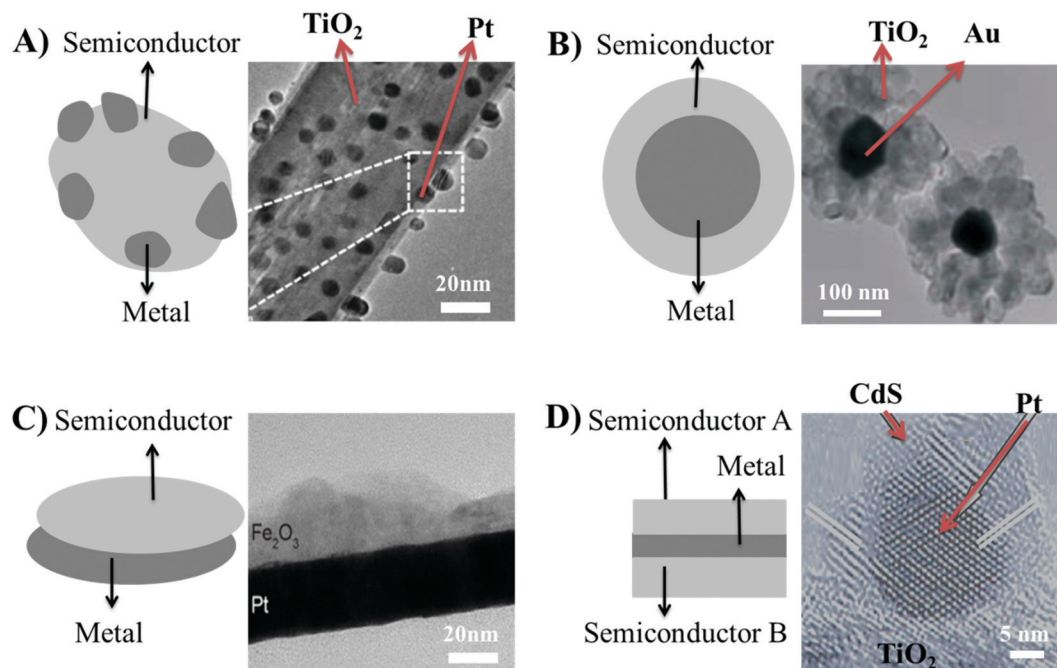 A) Semiconductor
Metal
TiO₂ Pt
20nm
B) Semiconductor
Metal
TiO₂ Au
100 nm
C) Semiconductor
Metal
Fe₂O₃
Pt
20nm
D) Semiconductor A
Metal
Semiconductor B
CdS Pt
TiO₂
5 nm